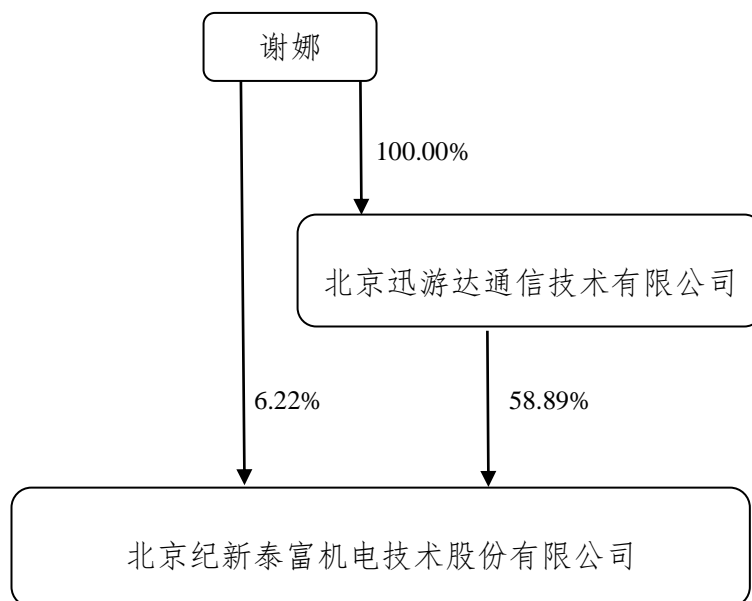 谢娜
100.00%
北京迅游达通信技术有限公司
6.22%
58.89%
北京纪新泰富机电技术股份有限公司